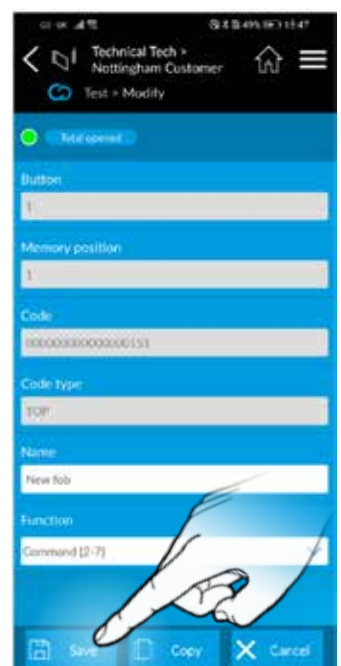 Technical Tech >
Nottingham Customer
Test > Modify
Total opened
Button
1
Memory position
1
Code
Code type
TOP
Name
New fob
Function
Command [2-7]
Save
Copy
Cancel